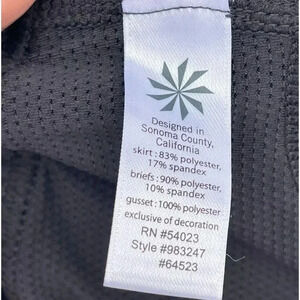 Designed in
Sonoma County,
California
skirt : 83% polyester,
17% spandex
briefs : 90% polyester,
10% spandex
gusset : 100% polyester
exclusive of decoration
RN #54023
Style #983247
#64523